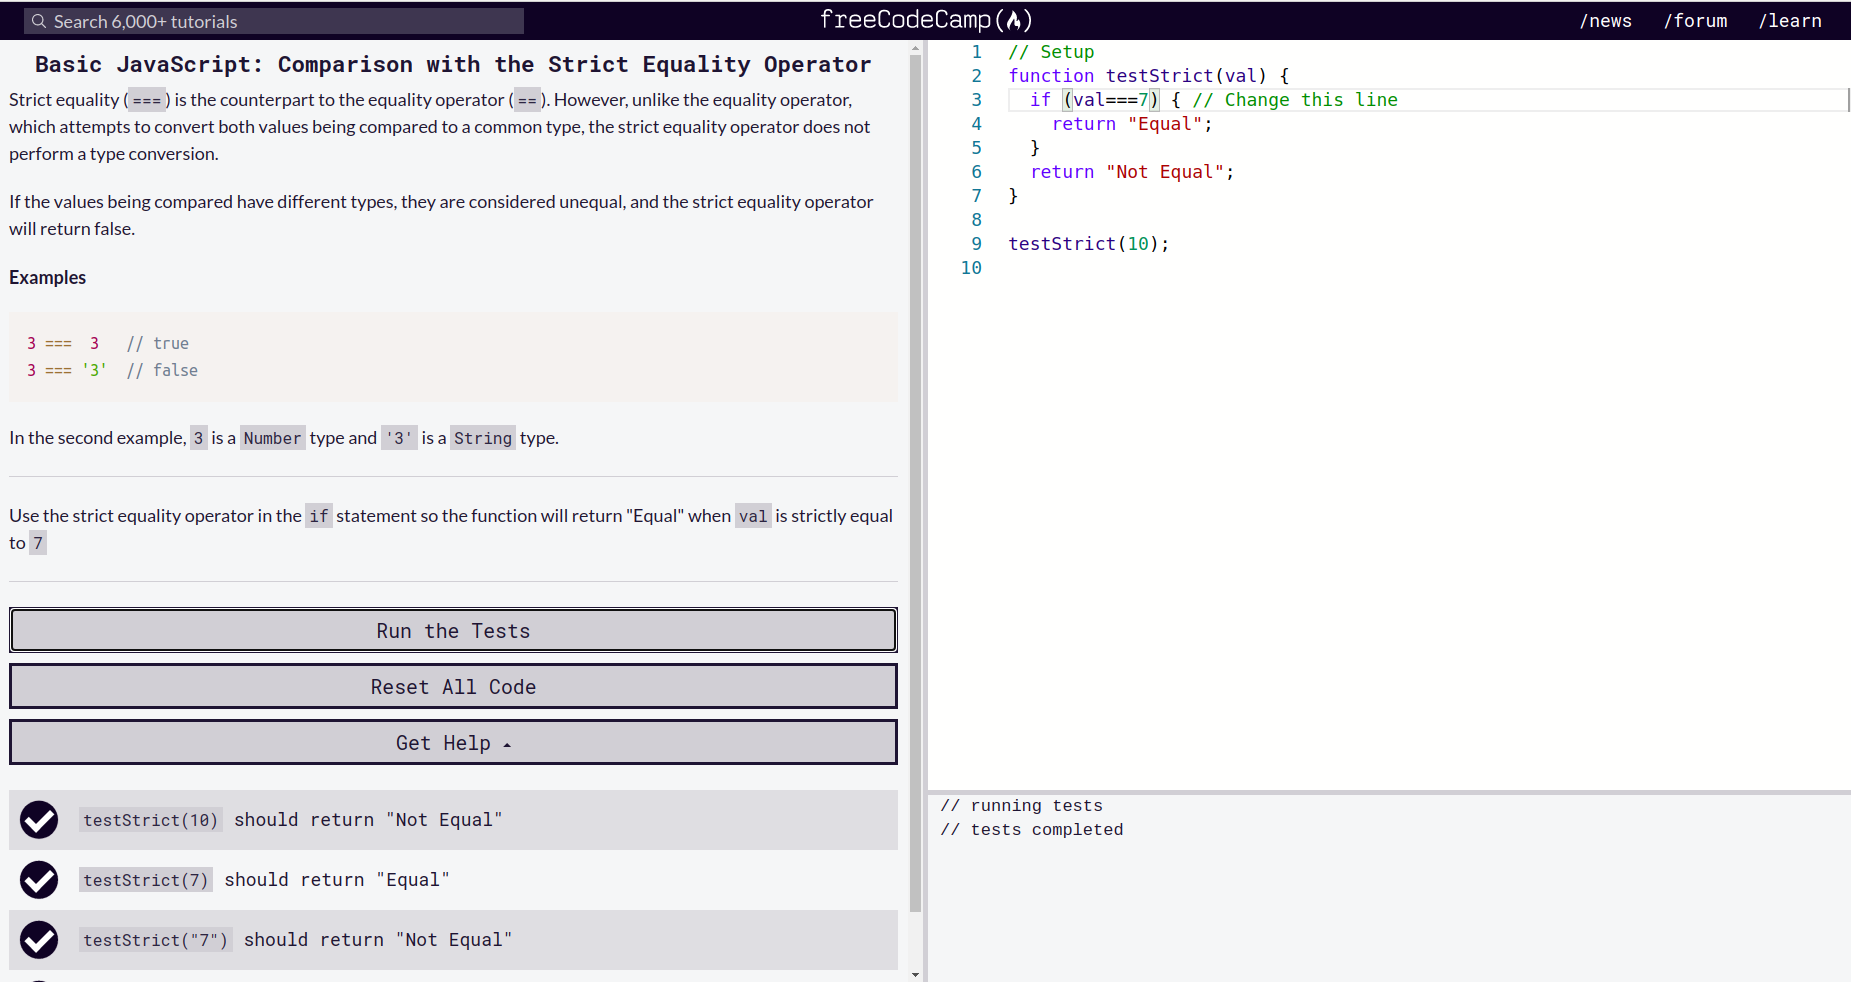 Search 6,000+ tutorials
freeCodeCamp
/news /forum /learn
Basic JavaScript: Comparison with the Strict Equality Operator
Strict equality (===) is the counterpart to the equality operator (==). However, unlike the equality operator,
which attempts to convert both values being compared to a common type, the strict equality operator does not
perform a type conversion.
If the values being compared have different types, they are considered unequal, and the strict equality operator
will return false.
Examples
3 === 3 // true
3 === '3' // false
In the second example, 3 is a Number type and '3' is a String type.
Use the strict equality operator in the if statement so the function will return "Equal" when val is strictly equal
to 7
Run the Tests
Reset All Code
Get Help
testStrict(10) should return "Not Equal"
testStrict(7) should return "Equal"
testStrict("7") should return "Not Equal"
1 // Setup
2 function testStrict(val) {
3 if (val===7) { // Change this line
4 return "Equal";
5 }
6 return "Not Equal";
7 }
8
9 testStrict(10);
10
// running tests
// tests completed